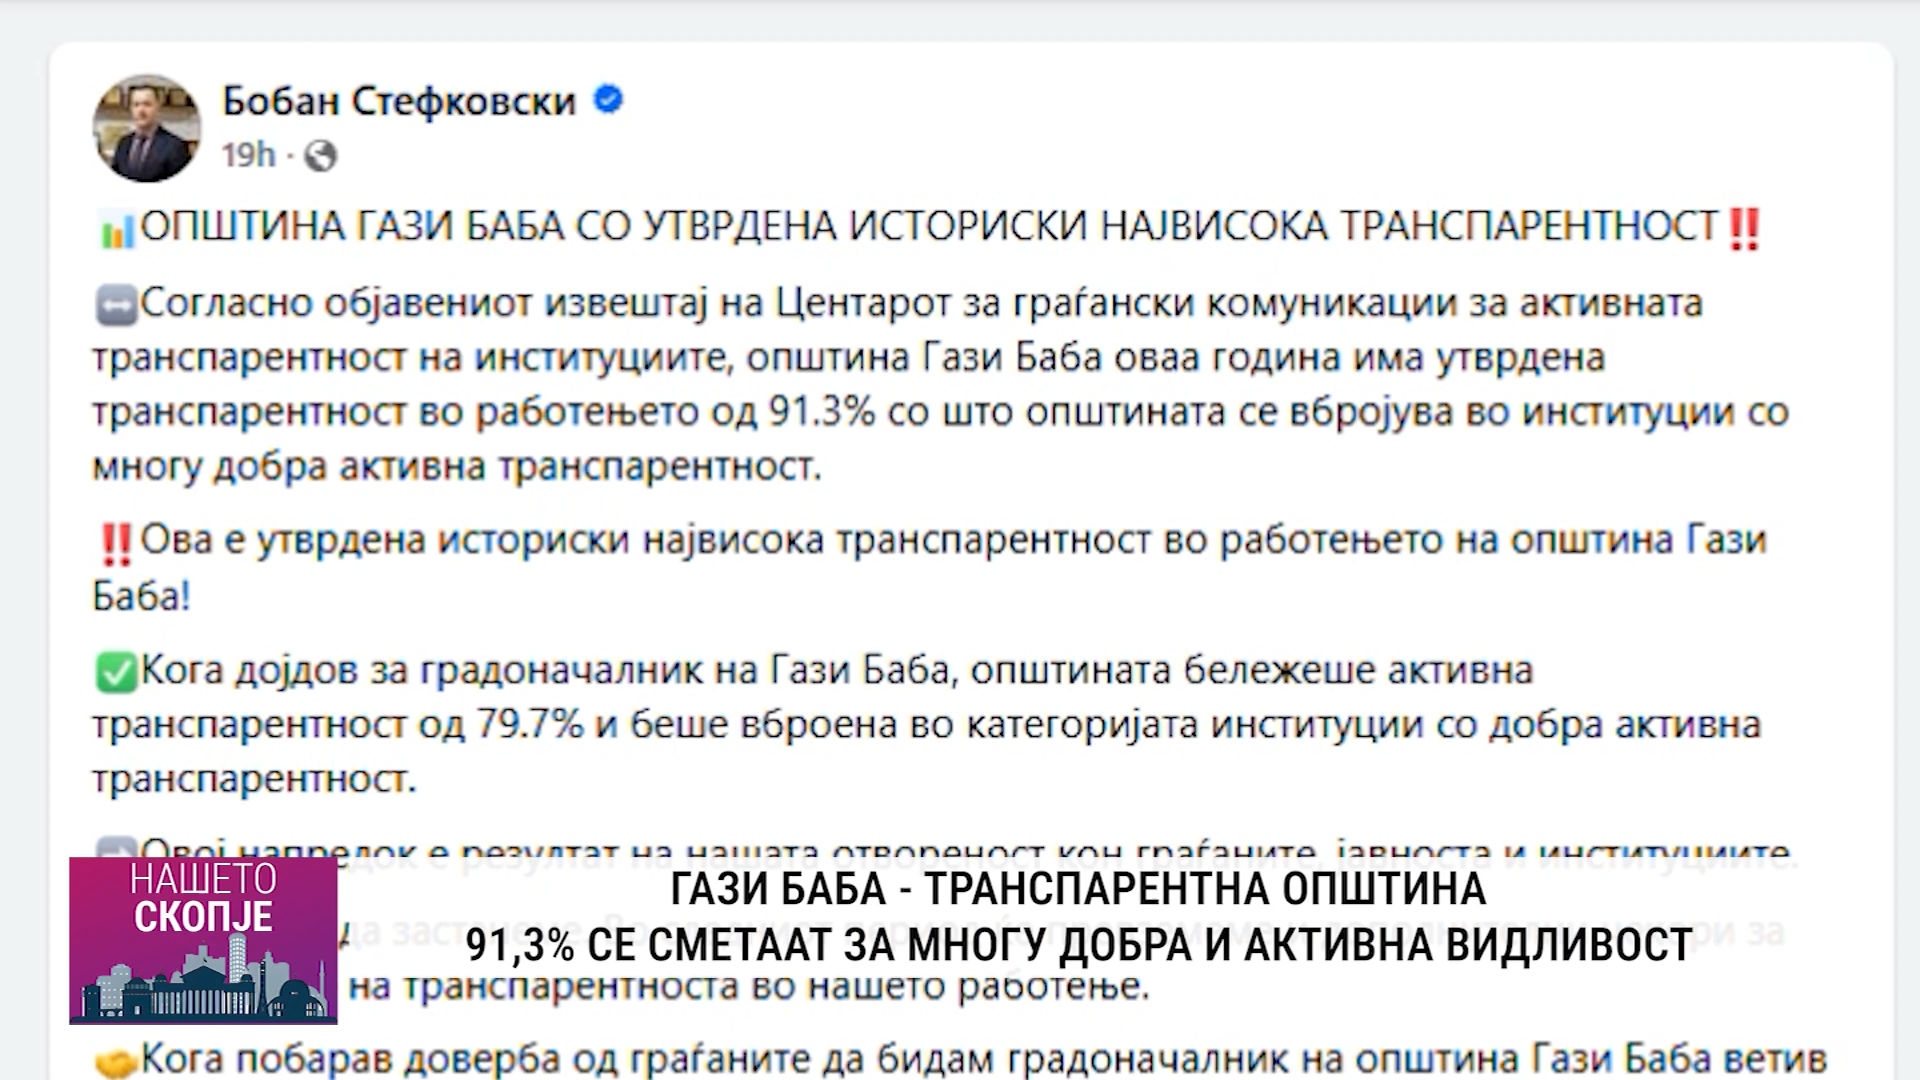 Бобан Стефковски
19h ·
ОПШТИНА ГАЗИ БАБА СО УТВРДЕНА ИСТОРИСКИ НАЈВИСОКА ТРАНСПАРЕНТНОСТ‼️
Согласно објавениот извештај на Центарот за граѓански комуникации за активната
транспарентност на институциите, општина Гази Баба оваа година има утврдена
транспарентност во работењето од 91.3% со што општината се вбројува во институции со
многу добра активна транспарентност.
‼️Ова е утврдена историски највисока транспарентност во работењето на општина Гази
Баба!
Кога дојдов за градоначалник на Гази Баба, општината бележеше активна
транспарентност од 79.7% и беше вброена во категоријата институции со добра активна
транспарентност.
Овој напредок е резултат на нашата отвореност кон граѓаните, јавноста и институциите.
НАШЕТО
СКОПЈЕ
ГАЗИ БАБА - ТРАНСПАРЕНТНА ОПШТИНА
91,3% СЕ СМЕТААТ ЗА МНОГУ ДОБРА И АКТИВНА ВИДЛИВОСТ
на транспарентноста во нашето работење.
Кога побарав доверба од граѓаните да бидам градоначалник на општина Гази Баба ветив